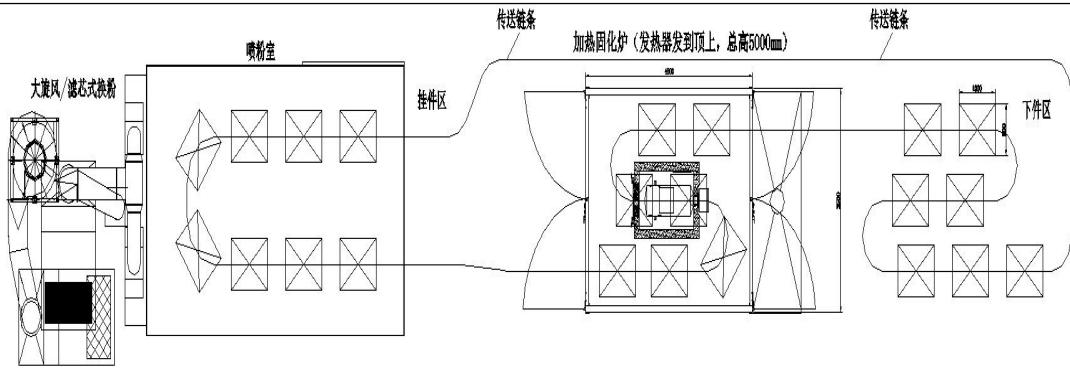 传送链条
传送链条
喷粉室
加热固化炉（发热器发到顶上，总高5000mm）
大旋风/滤芯式换粉
挂件区
下件区